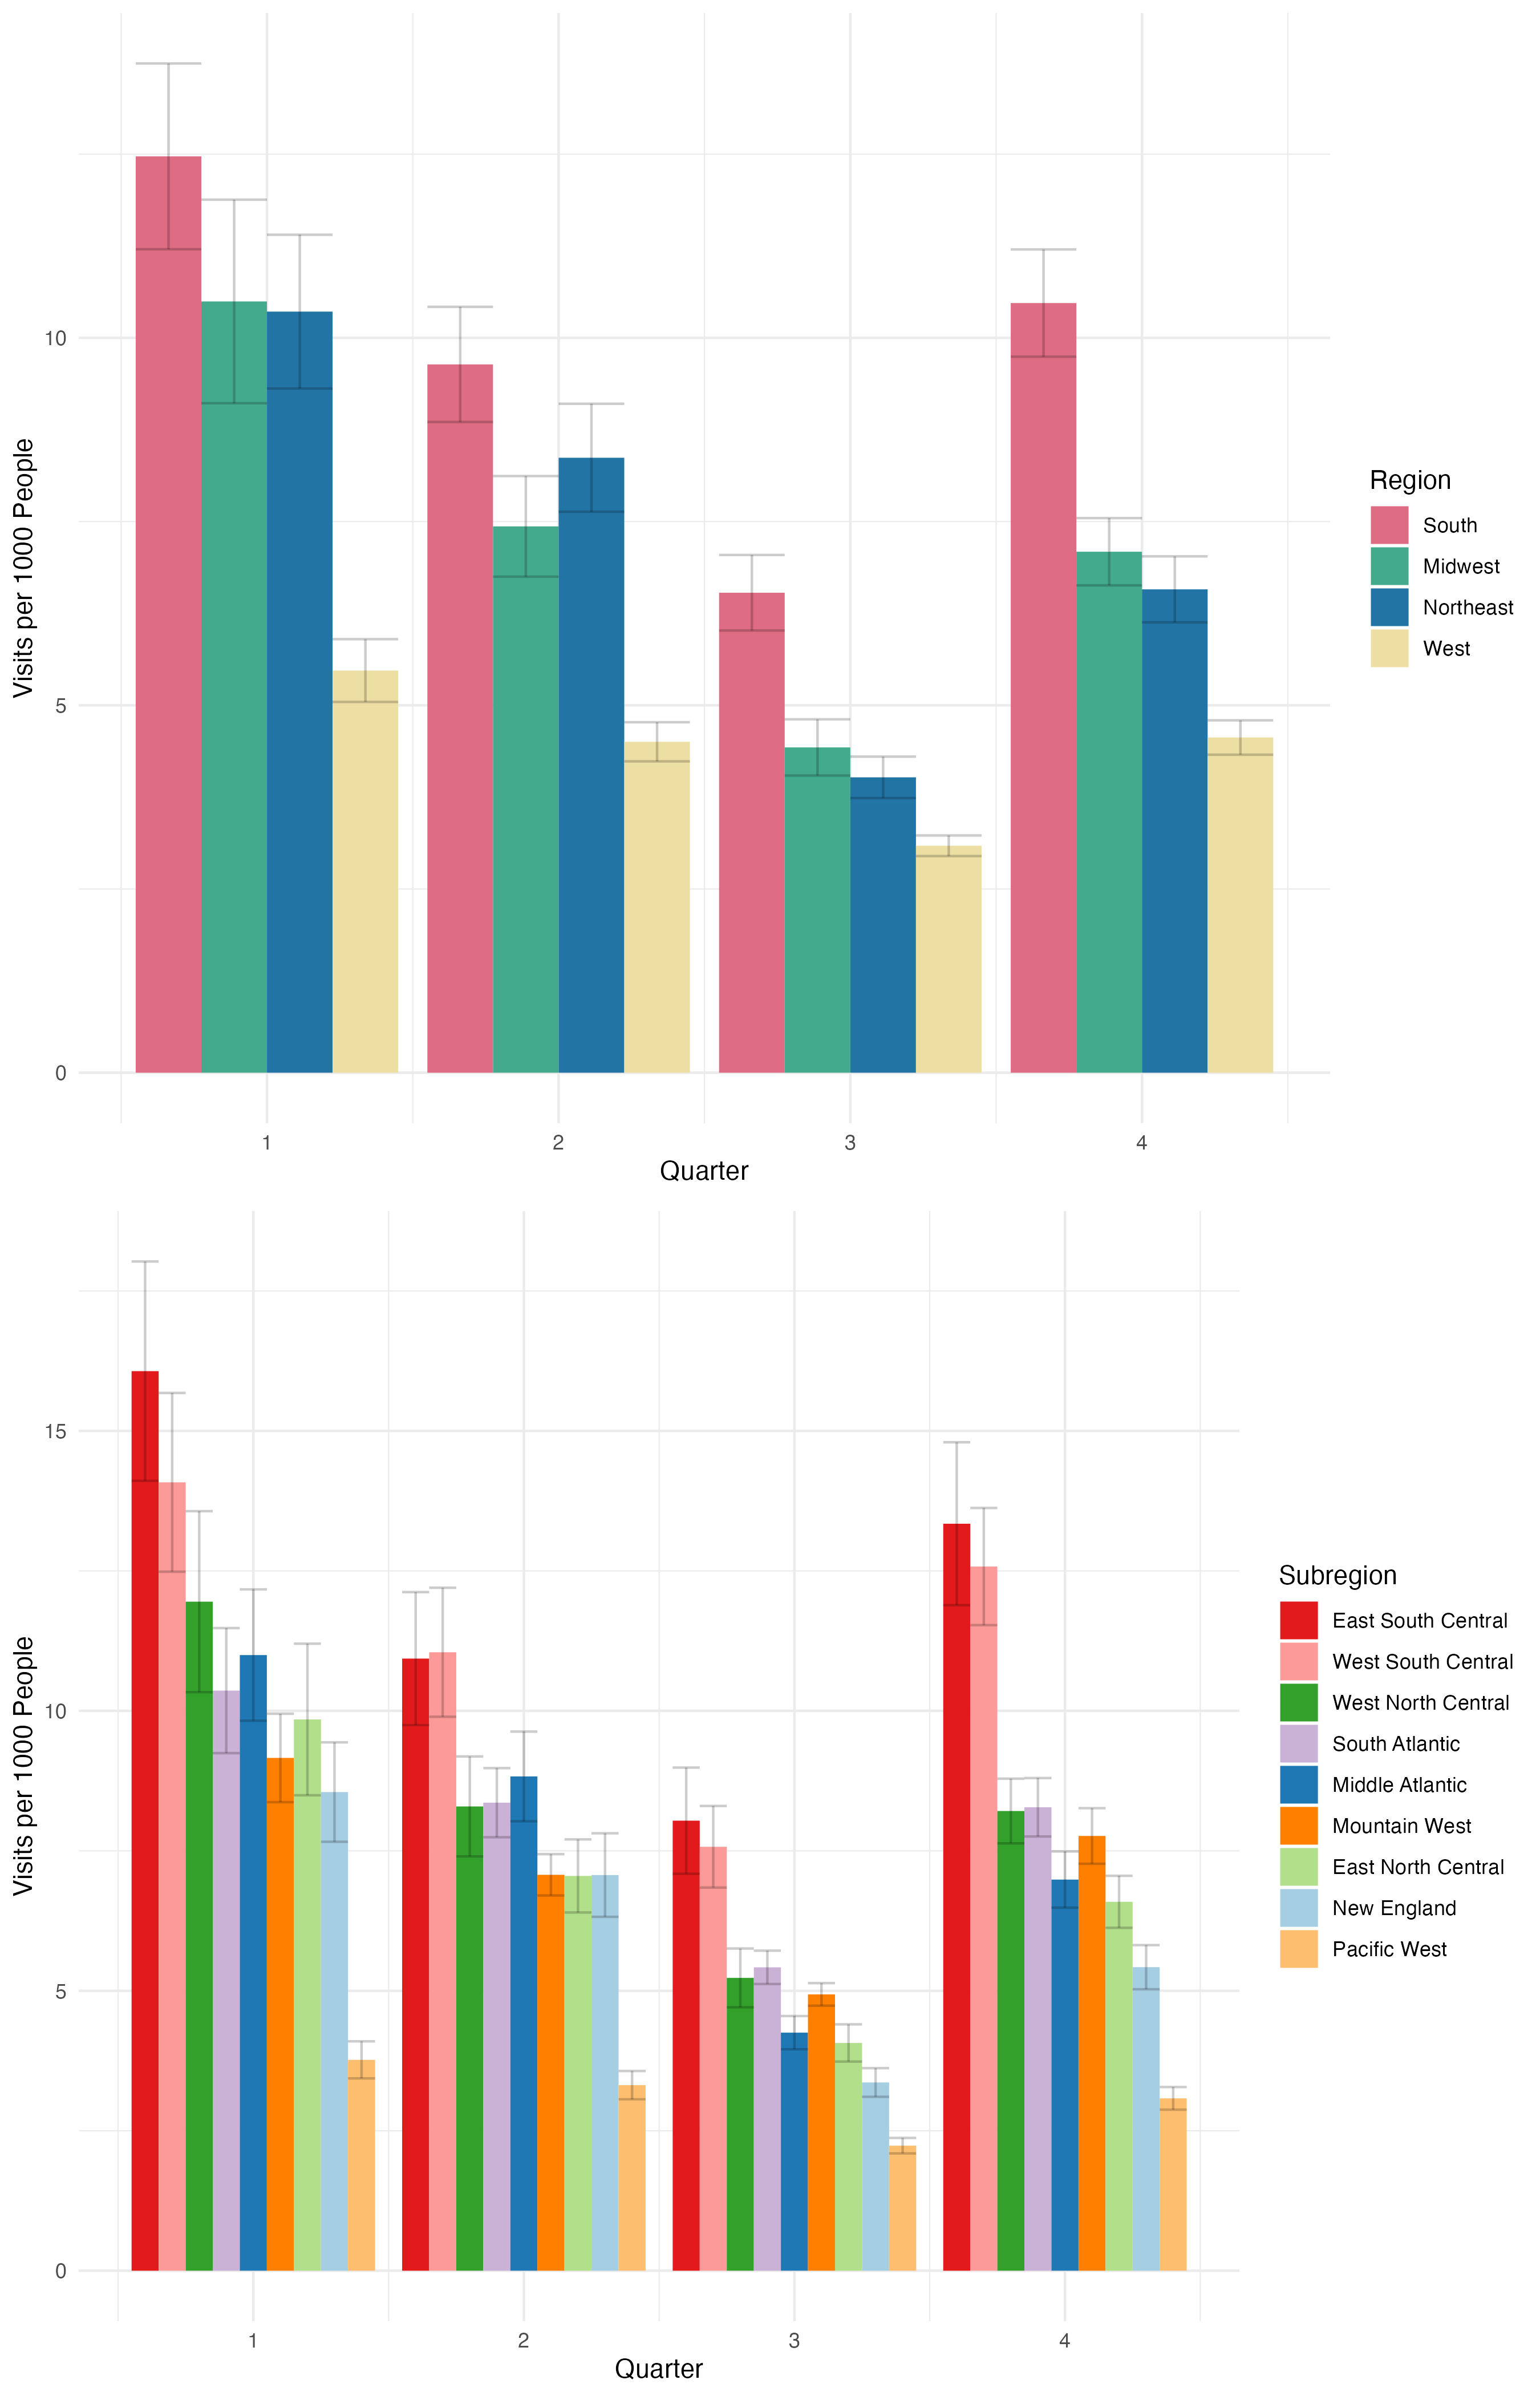 Visits per 1000 People
10
5
0
1 2 3 4
Quarter
Region
South
Midwest
Northeast
West
Visits per 1000 People
15
10
5
0
1 2 3 4
Quarter
Subregion
East South Central
West South Central
West North Central
South Atlantic
Middle Atlantic
Mountain West
East North Central
New England
Pacific West